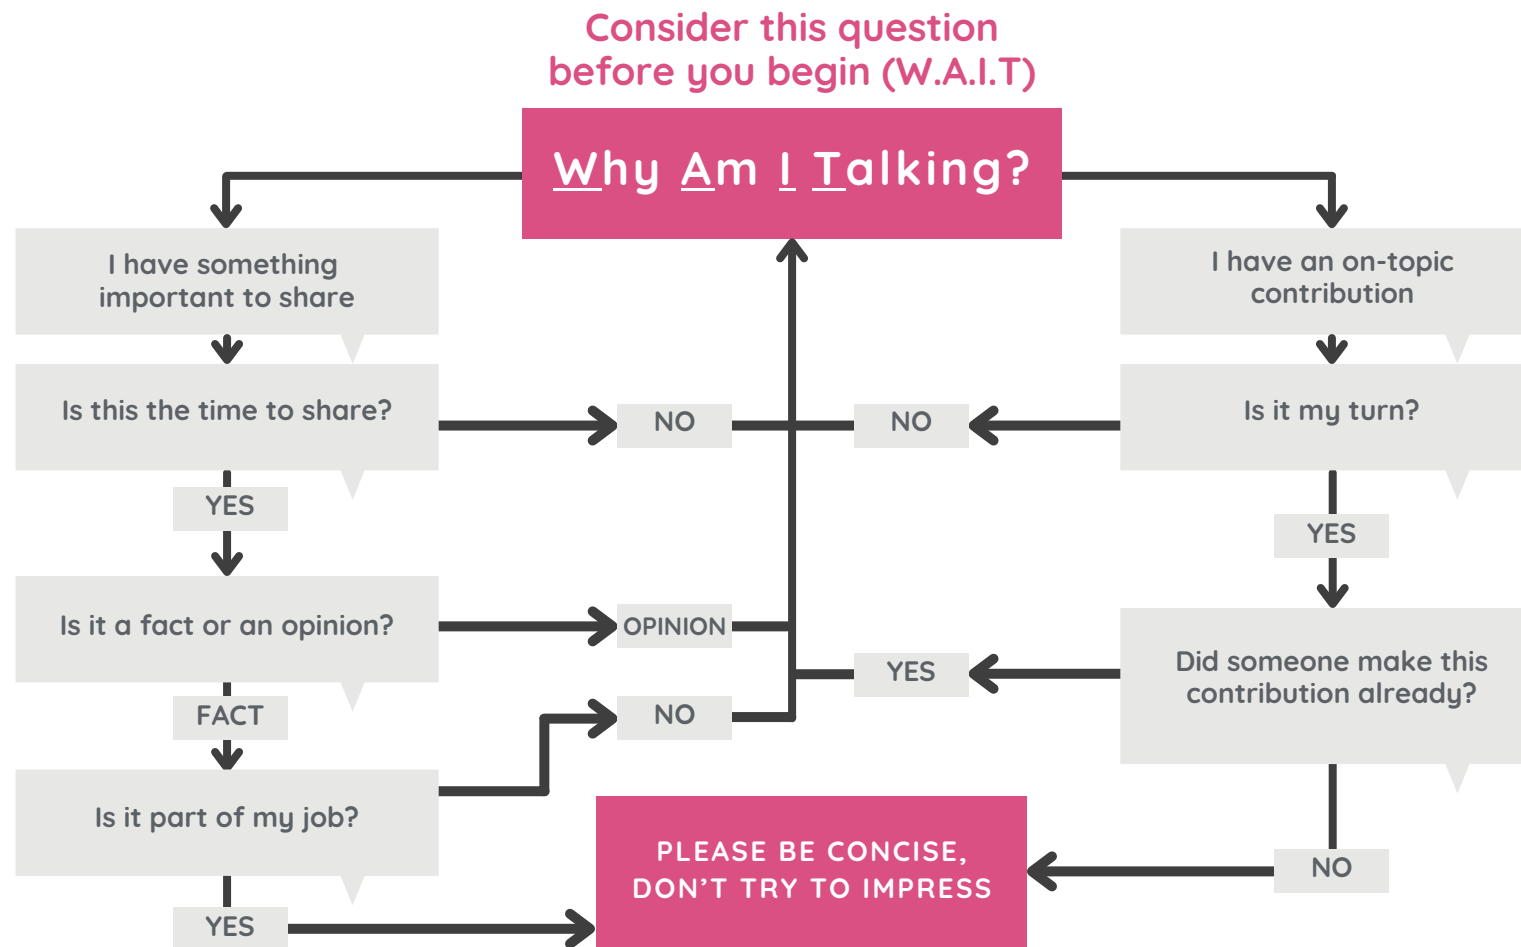 Consider this question
before you begin (W.A.I.T)
Why Am I Talking?
I have something
important to share
I have an on-topic
contribution
Is this the time to share?
NO
NO
Is it my turn?
YES
YES
Is it a fact or an opinion?
OPINION
YES
Did someone make this
contribution already?
FACT
NO
Is it part of my job?
PLEASE BE CONCISE,
DON'T TRY TO IMPRESS
NO
YES